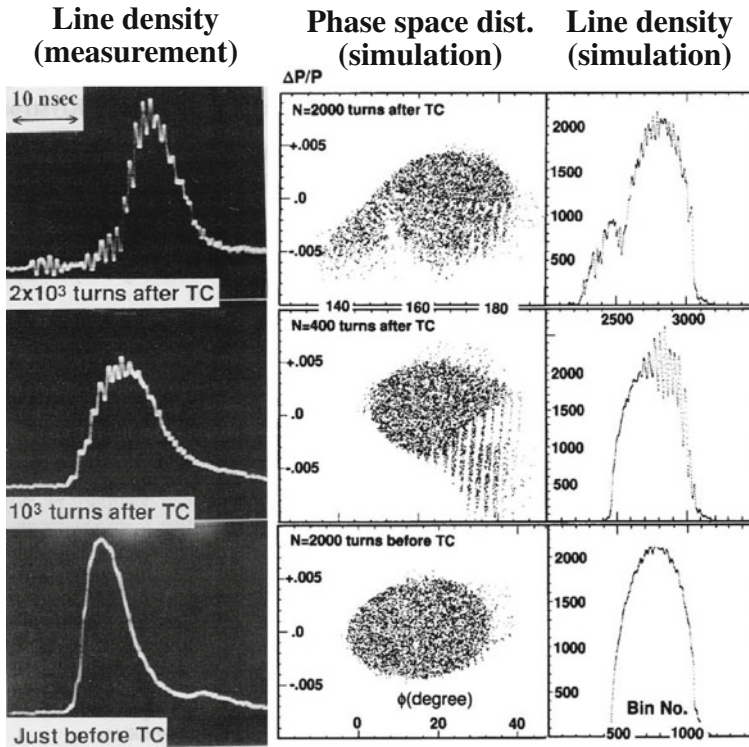 Line density
(measurement)
Phase space dist.
(simulation)
Line density
(simulation)
ΔP/P
10 nsec
2x10³ turns after TC
N=2000 turns after TC
+.005
.0
-.005
140 160 180
2000
1500
1000
500
2500 3000
10³ turns after TC
N=400 turns after TC
+.005
.0
-.005
2000
1500
1000
500
Just before TC
N=2000 turns before TC
+.005
.0
-.005
φ(degree)
0 20 40
2000
1500
1000
500
Bin No.
500 1000